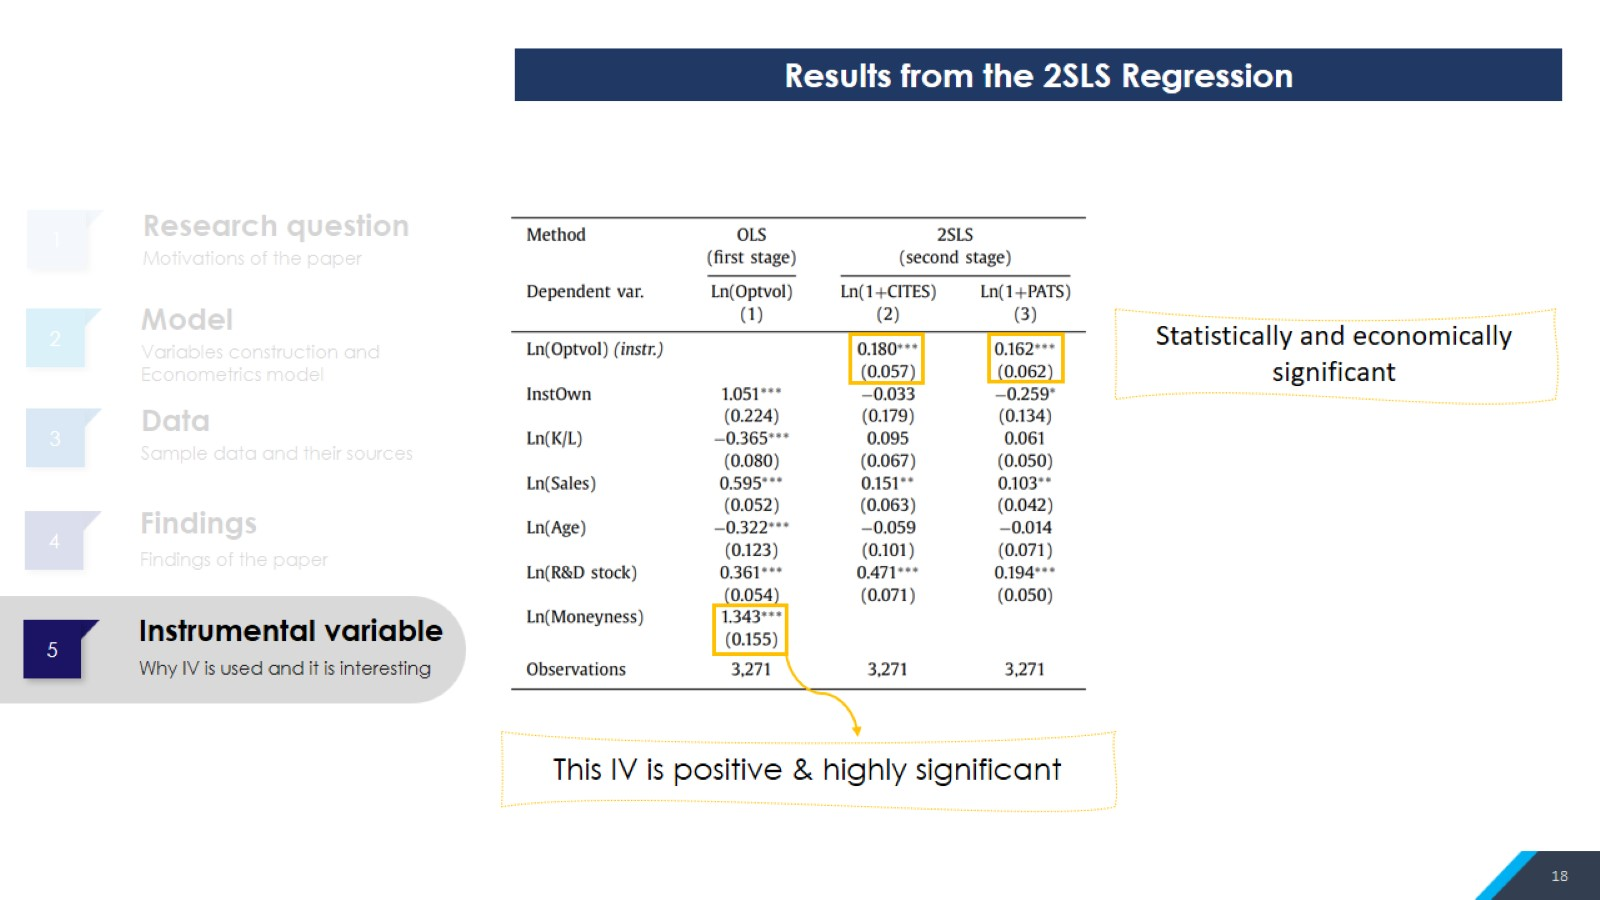 Results from the 2SLS Regression
1
Research question
Motivations of the paper
2
Model
Variables construction and
Econometrics model
3
Data
Sample data and their sources
4
Findings
Findings of the paper
5
Instrumental variable
Why IV is used and it is interesting
Method OLS 2SLS
(first stage) (second stage)
Dependent var. Ln(Optvol) Ln(1+CITES) Ln(1+PATS)
(1) (2) (3)
Ln(Optvol) (instr.) 0.180*** 0.162***
(0.057) (0.062)
InstOwn 1.051*** −0.033 −0.259*
(0.224) (0.179) (0.134)
Ln(K/L) −0.365*** 0.095 0.061
(0.080) (0.067) (0.050)
Ln(Sales) 0.595*** 0.151** 0.103**
(0.052) (0.063) (0.042)
Ln(Age) −0.322*** −0.059 −0.014
(0.123) (0.101) (0.071)
Ln(R&D stock) 0.361*** 0.471*** 0.194***
(0.054) (0.071) (0.050)
Ln(Moneyness) 1.343***
(0.155)
Observations 3,271 3,271 3,271
Statistically and economically
significant
This IV is positive & highly significant
18